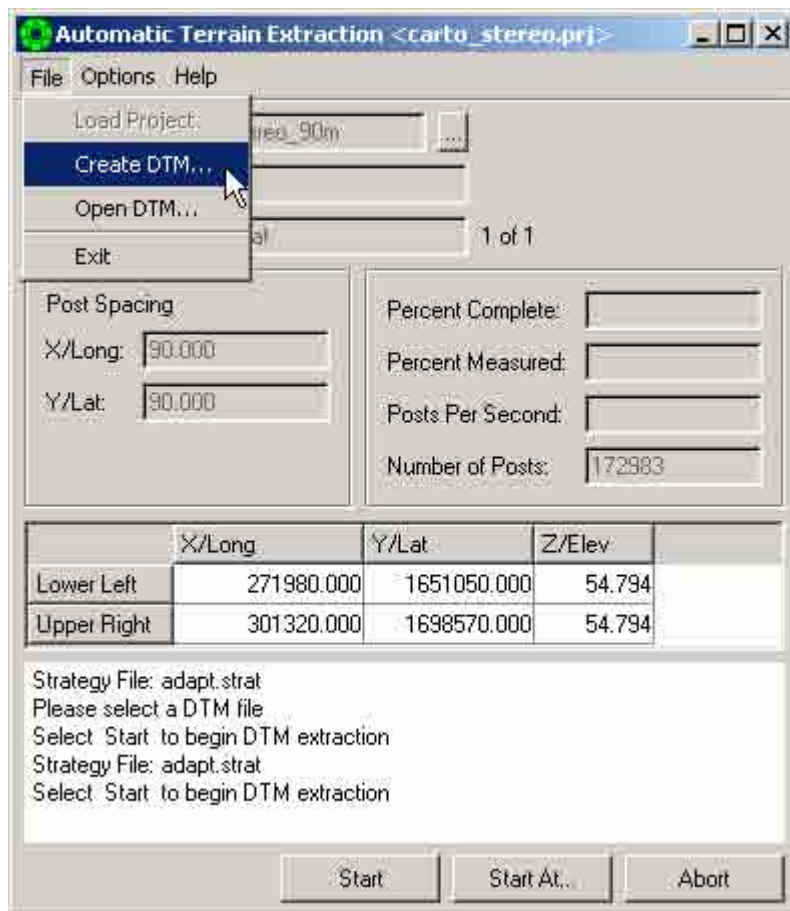 Automatic Terrain Extraction <carto_stereo.prj>
File Options Help
Load Project:
Create DTM...
Open DTM...
Exit
90m
1 of 1
Post Spacing
X/Long: 90.000
Y/Lat: 90.000
Percent Complete:
Percent Measured:
Posts Per Second:
Number of Posts: 172983
X/Long Y/Lat Z/Elev
Lower Left 271980.000 1651050.000 54.794
Upper Right 301320.000 1698570.000 54.794
Strategy File: adapt.strat
Please select a DTM file
Select Start to begin DTM extraction
Strategy File: adapt.strat
Select Start to begin DTM extraction
Start Start At.. Abort